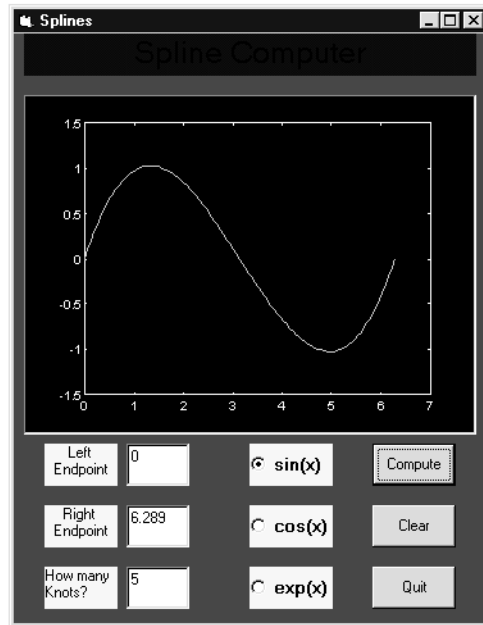 Splines
Spline Computer
1.5
1
0.5
0
-0.5
-1
-1.5
0 1 2 3 4 5 6 7
Left
Endpoint
0
sin(x)
Compute
Right
Endpoint
6.289
cos(x)
Clear
How many
Knots?
5
exp(x)
Quit